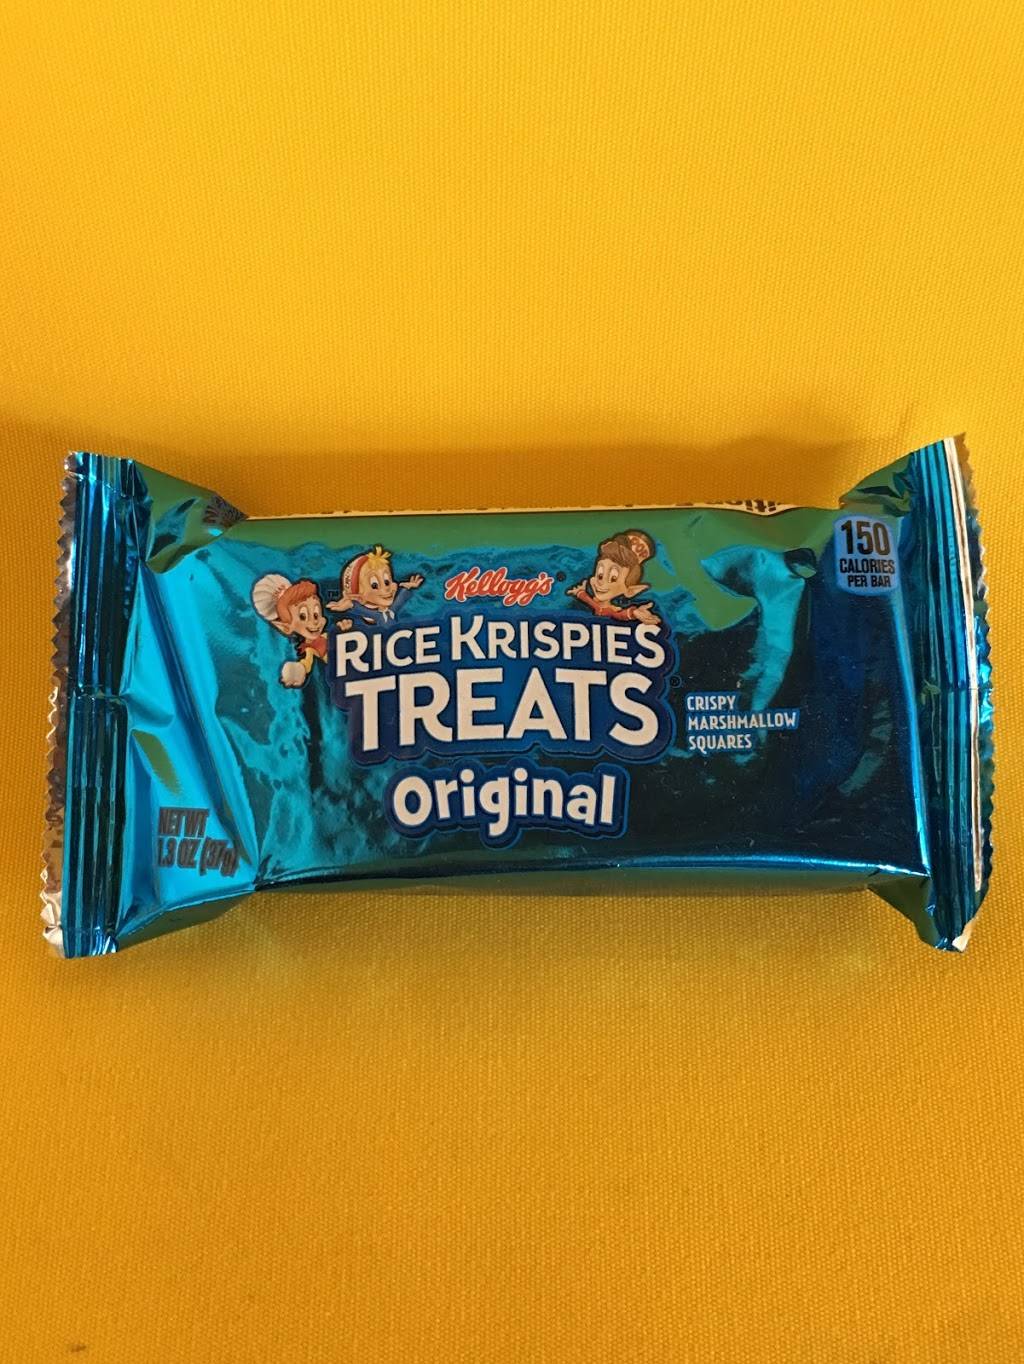 Kellogg's®
RICE KRISPIES
TREATS®
Original
CRISPY
MARSHMALLOW
SQUARES
150
CALORIES
PER BAR
NET WT
1.3 OZ (37g)